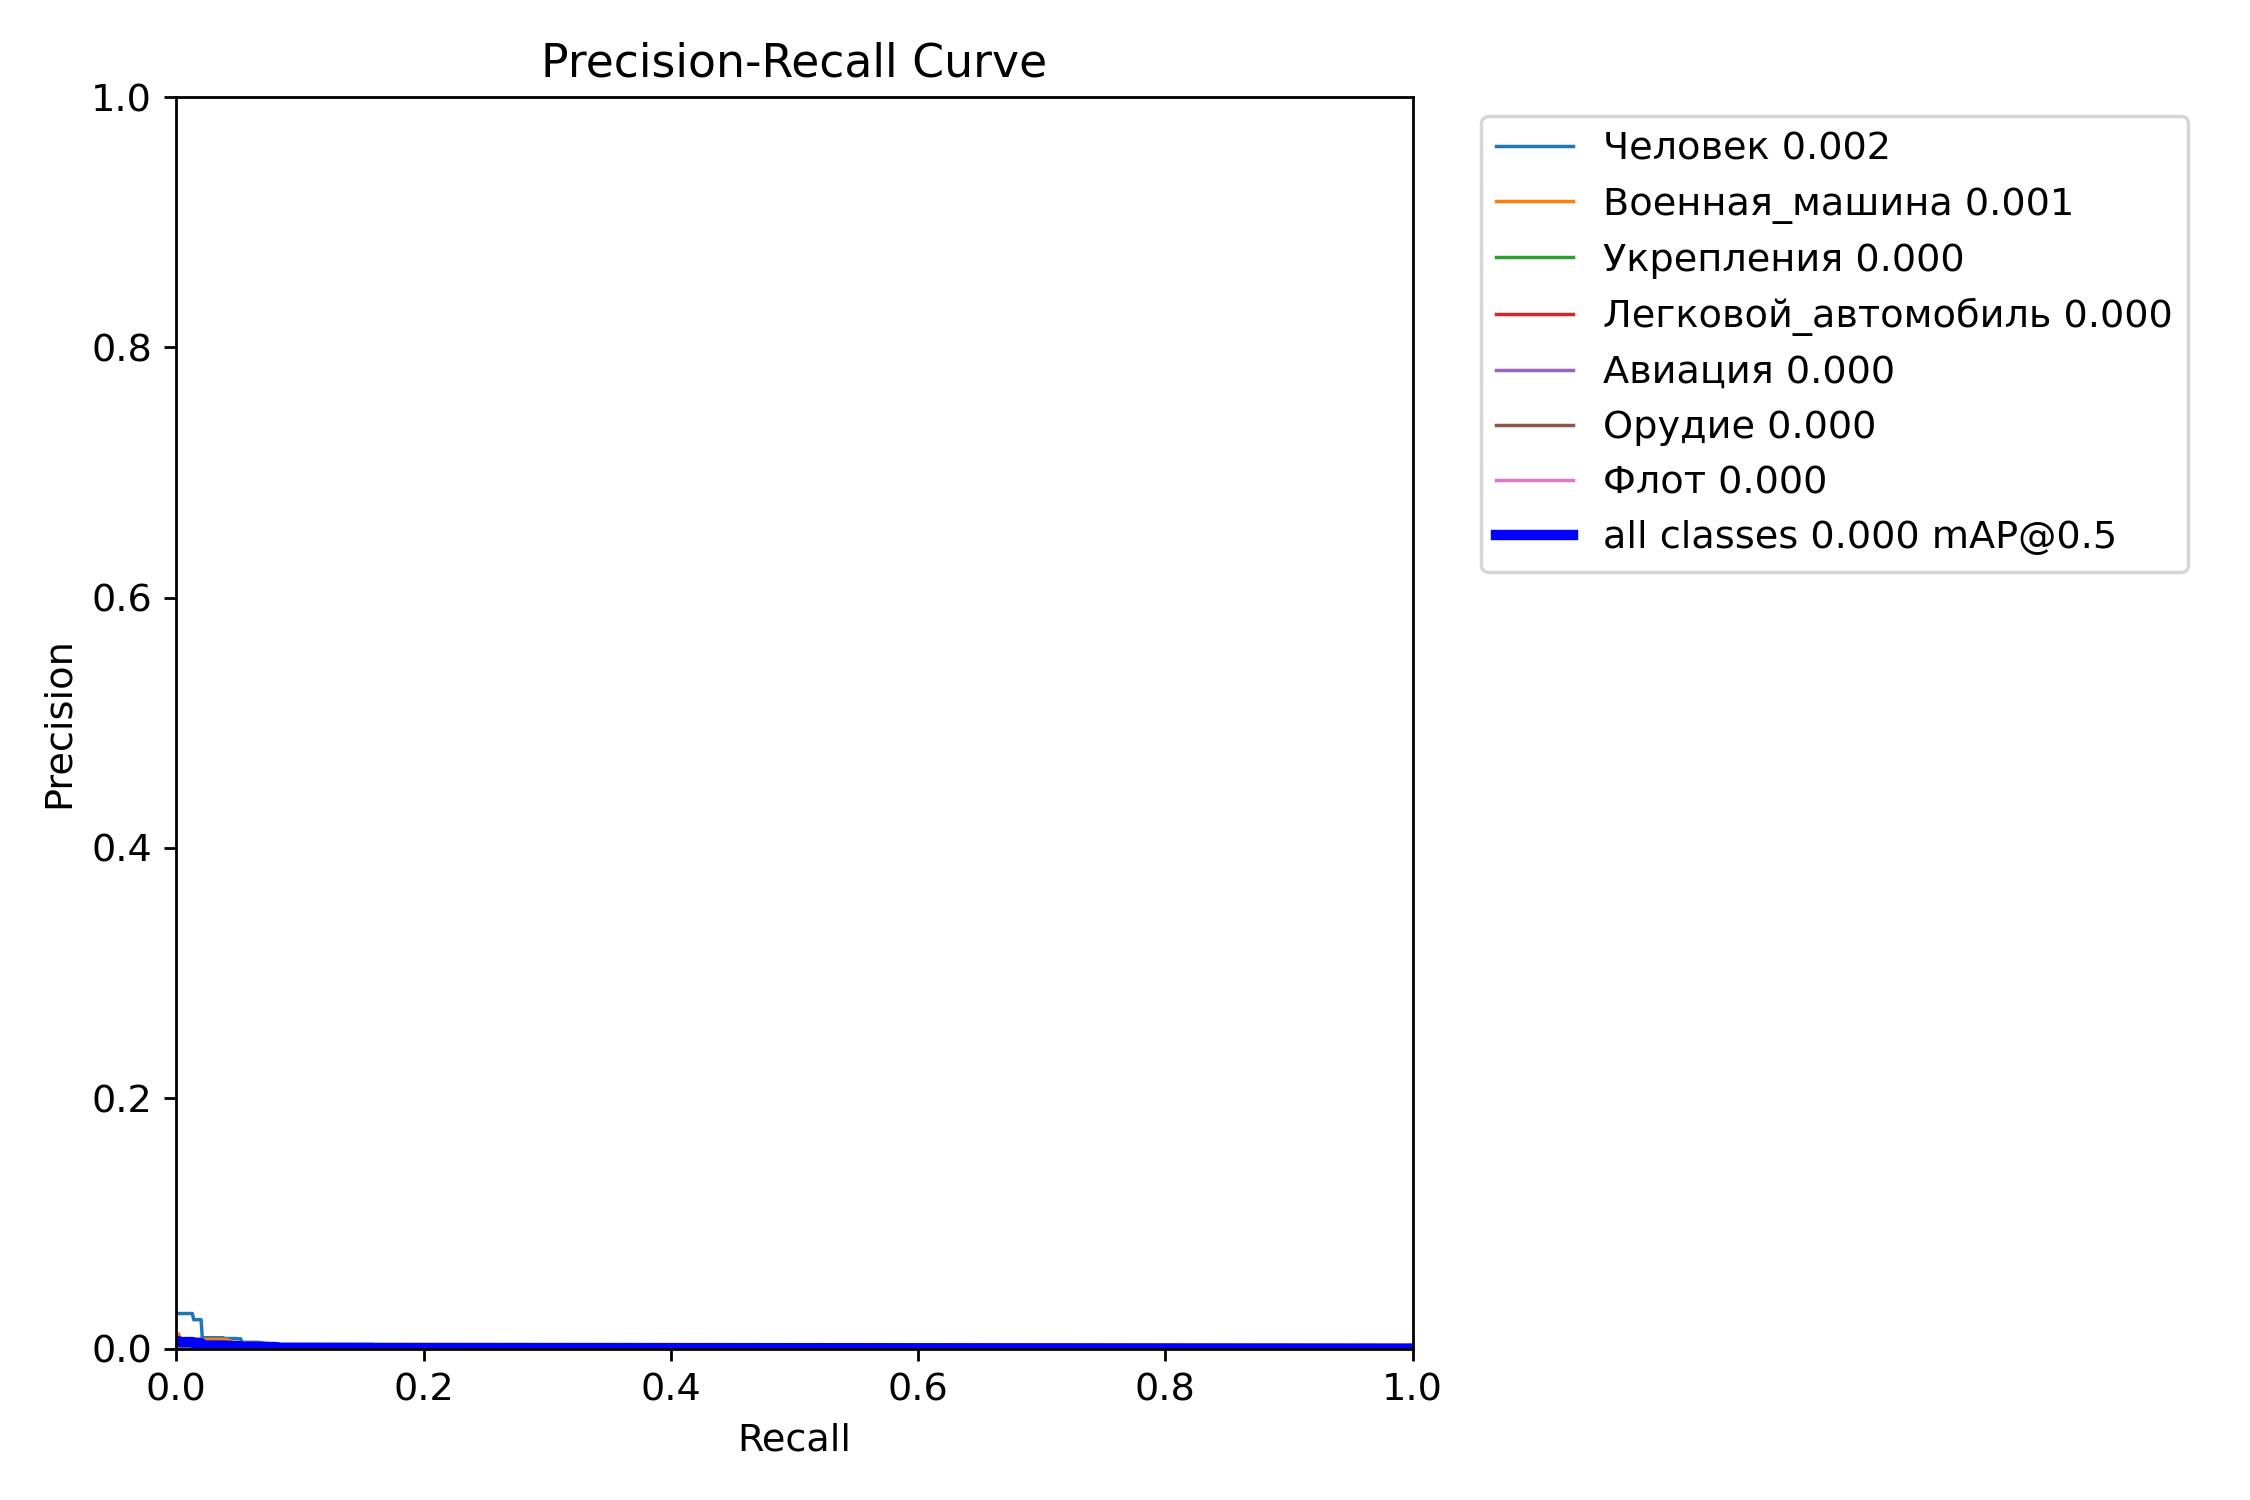 Precision-Recall Curve
1.0
0.8
0.6
0.4
0.2
0.0
Precision
0.0 0.2 0.4 0.6 0.8 1.0
Recall
Человек 0.002
Военная_машина 0.001
Укрепления 0.000
Легковой_автомобиль 0.000
Авиация 0.000
Орудие 0.000
Флот 0.000
all classes 0.000 mAP@0.5